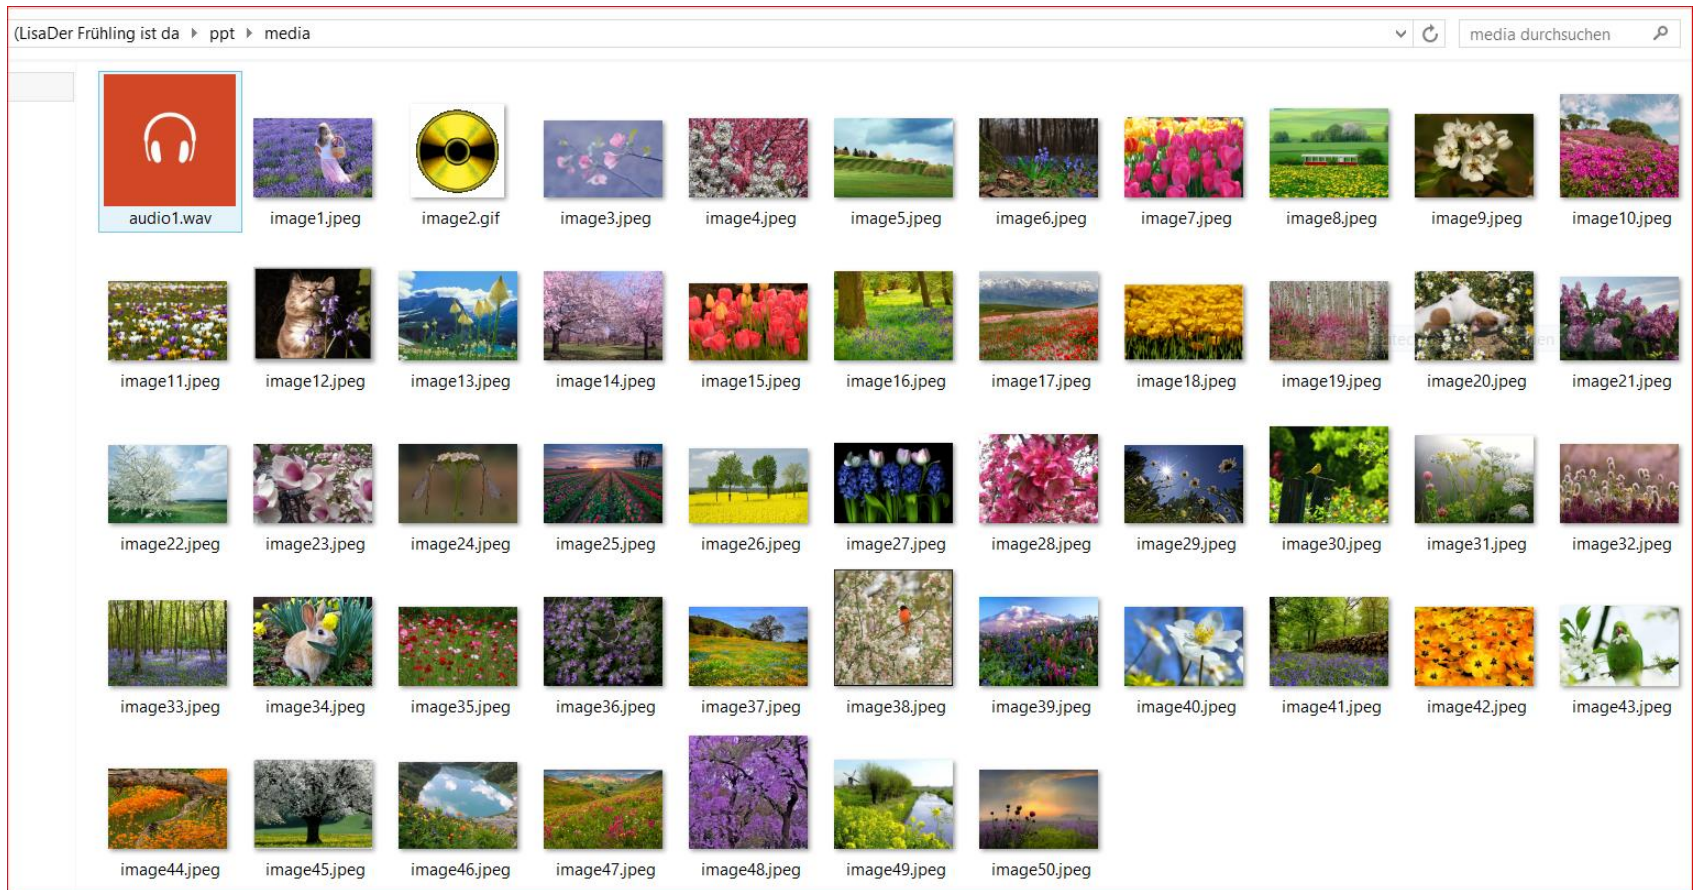 (LisaDer Frühling ist da ppt media
media durchsuchen
audio1.wav image1.jpeg image2.gif image3.jpeg image4.jpeg image5.jpeg image6.jpeg image7.jpeg image8.jpeg image9.jpeg image10.jpeg
image11.jpeg image12.jpeg image13.jpeg image14.jpeg image15.jpeg image16.jpeg image17.jpeg image18.jpeg image19.jpeg image20.jpeg image21.jpeg
image22.jpeg image23.jpeg image24.jpeg image25.jpeg image26.jpeg image27.jpeg image28.jpeg image29.jpeg image30.jpeg image31.jpeg image32.jpeg
image33.jpeg image34.jpeg image35.jpeg image36.jpeg image37.jpeg image38.jpeg image39.jpeg image40.jpeg image41.jpeg image42.jpeg image43.jpeg
image44.jpeg image45.jpeg image46.jpeg image47.jpeg image48.jpeg image49.jpeg image50.jpeg